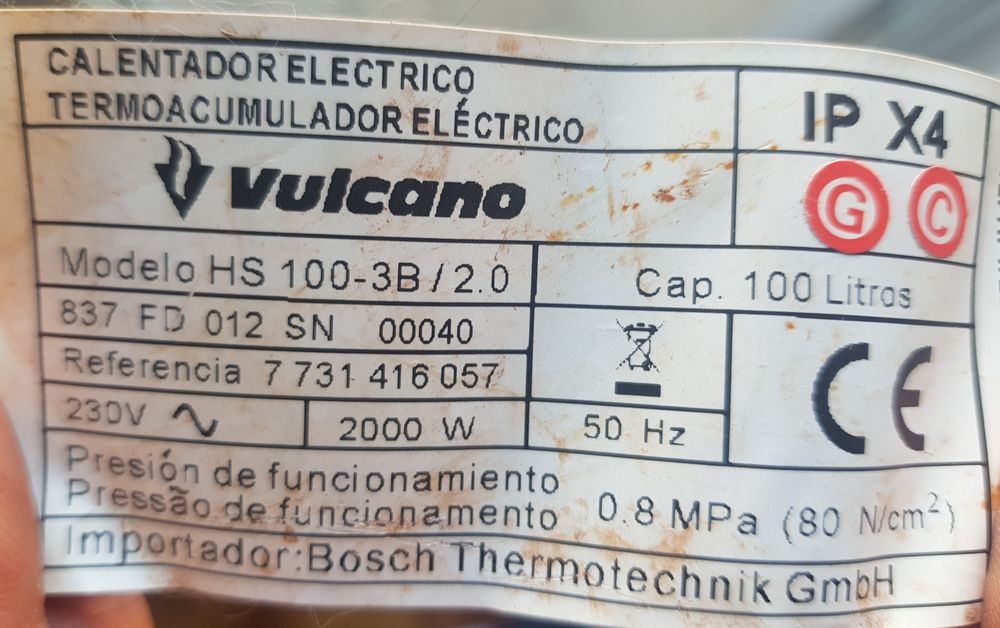 CALENTADOR ELECTRICO
TERMOACUMULADOR ELÉCTRICO
IP X4
Vulcano
G C
Modelo HS 100-3B / 2.0
Cap. 100 Litros
837 FD 012 SN 00040
Referencia 7 731 416 057
230V 2000 W 50 Hz
CE
Presión de funcionamiento
Pressão de funcionamento
0.8 MPa (80 N/cm²)
Importador:Bosch Thermotechnik GmbH